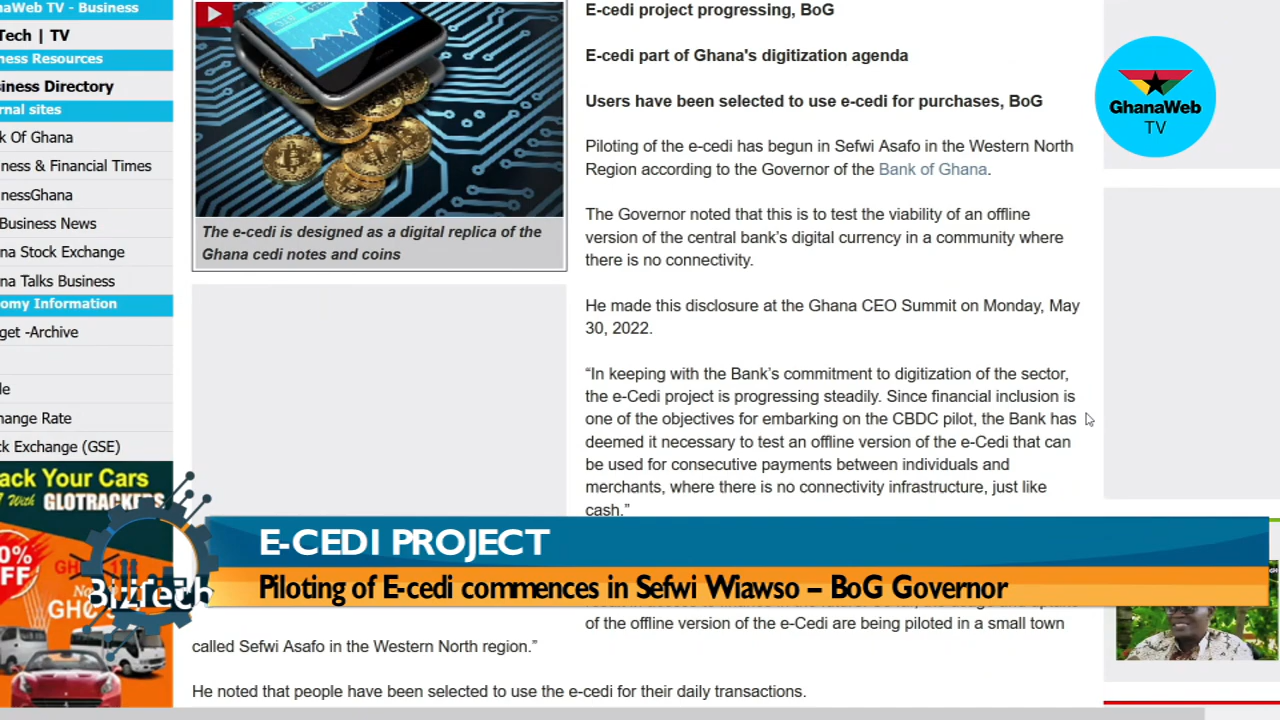 naWeb TV - Business
Tech | TV
ness Resources
iness Directory
rnal sites
k Of Ghana
ness & Financial Times
nessGhana
Business News
na Stock Exchange
na Talks Business
omy Information
get -Archive
le
hange Rate
ck Exchange (GSE)
ack Your Cars
7 With GLOTRACKERS
0%
FF
GH
No
GH
BizTech
The e-cedi is designed as a digital replica of the
Ghana cedi notes and coins
E-cedi project progressing, BoG
E-cedi part of Ghana's digitization agenda
Users have been selected to use e-cedi for purchases, BoG
Piloting of the e-cedi has begun in Sefwi Asafo in the Western North
Region according to the Governor of the Bank of Ghana.
The Governor noted that this is to test the viability of an offline
version of the central bank's digital currency in a community where
there is no connectivity.
He made this disclosure at the Ghana CEO Summit on Monday, May
30, 2022.
“In keeping with the Bank’s commitment to digitization of the sector,
the e-Cedi project is progressing steadily. Since financial inclusion is
one of the objectives for embarking on the CBDC pilot, the Bank has
deemed it necessary to test an offline version of the e-Cedi that can
be used for consecutive payments between individuals and
merchants, where there is no connectivity infrastructure, just like
cash.”
E-CEDI PROJECT
Piloting of E-cedi commences in Sefwi Wiawso – BoG Governor
of the offline version of the e-Cedi are being piloted in a small town
called Sefwi Asafo in the Western North region.”
He noted that people have been selected to use the e-cedi for their daily transactions.
GhanaWeb
TV